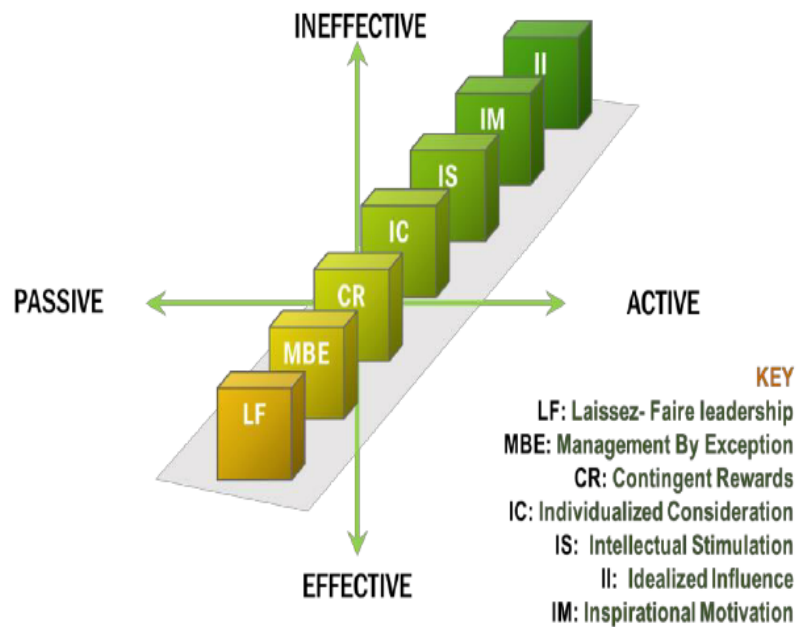 INEFFECTIVE
II
IM
IS
IC
PASSIVE
CR
ACTIVE
MBE
LF
KEY
LF: Laissez- Faire leadership
MBE: Management By Exception
CR: Contingent Rewards
IC: Individualized Consideration
IS: Intellectual Stimulation
II: Idealized Influence
IM: Inspirational Motivation
EFFECTIVE